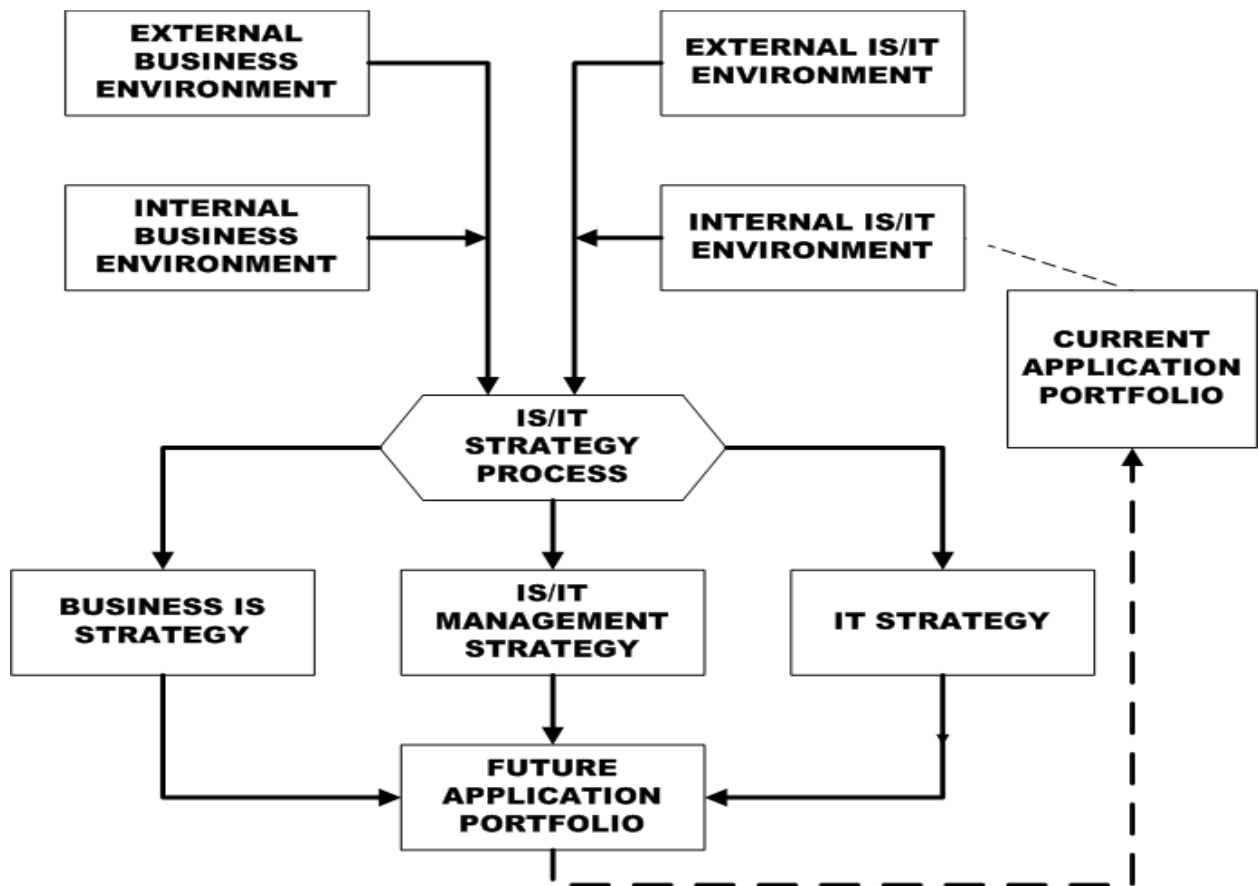 EXTERNAL
BUSINESS
ENVIRONMENT
EXTERNAL IS/IT
ENVIRONMENT
INTERNAL
BUSINESS
ENVIRONMENT
INTERNAL IS/IT
ENVIRONMENT
CURRENT
APPLICATION
PORTFOLIO
IS/IT
STRATEGY
PROCESS
BUSINESS IS
STRATEGY
IS/IT
MANAGEMENT
STRATEGY
IT STRATEGY
FUTURE
APPLICATION
PORTFOLIO